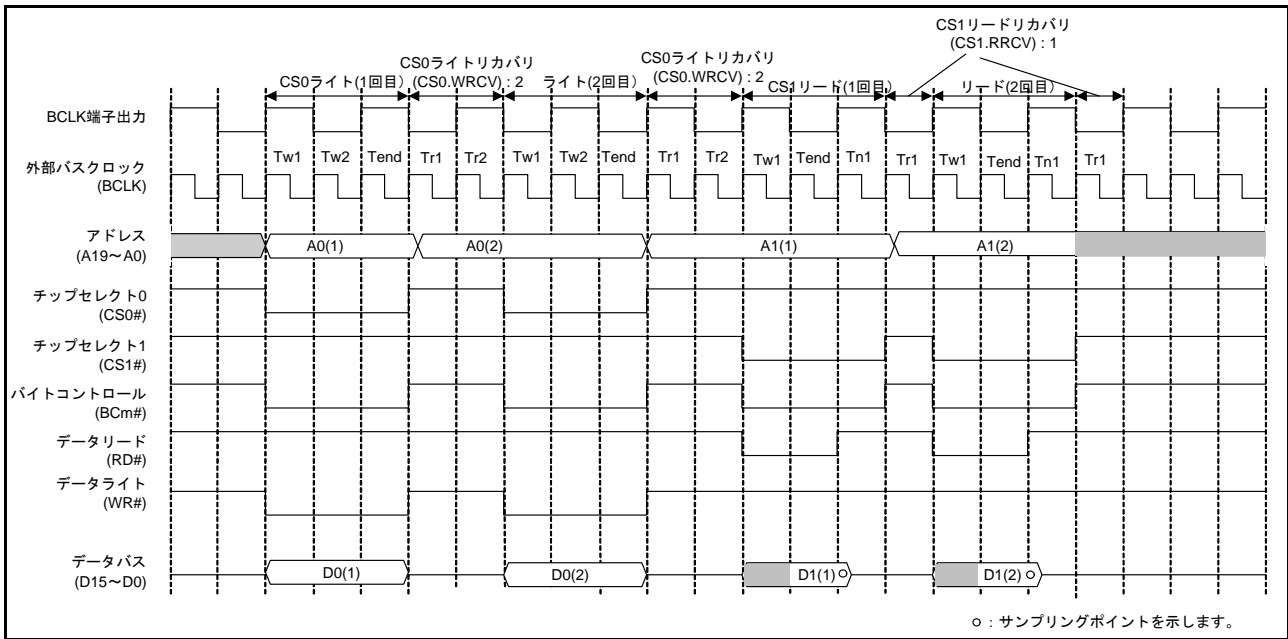 CS1リードリカバリ
(CS1.RRCV) : 1
CS0ライトリカバリ
(CS0.WRCV) : 2
CS0ライトリカバリ
(CS0.WRCV) : 2
CS0ライト(1回目)
ライト(2回目)
CS1リード(1回目)
リード(2回目)
BCLK端子出力
Tw1 Tw2 Tend Tr1 Tr2 Tw1 Tw2 Tend Tr1 Tr2 Tw1 Tend Tn1 Tr1 Tw1 Tend Tn1 Tr1
外部バスクロック
(BCLK)
アドレス
(A19～A0)
A0(1) A0(2) A1(1) A1(2)
チップセレクト0
(CS0#)
チップセレクト1
(CS1#)
バイトコントロール
(BCm#)
データリード
(RD#)
データライト
(WR#)
データバス
(D15～D0)
D0(1) D0(2) D1(1) D1(2)
○ : サンプリングポイントを示します。